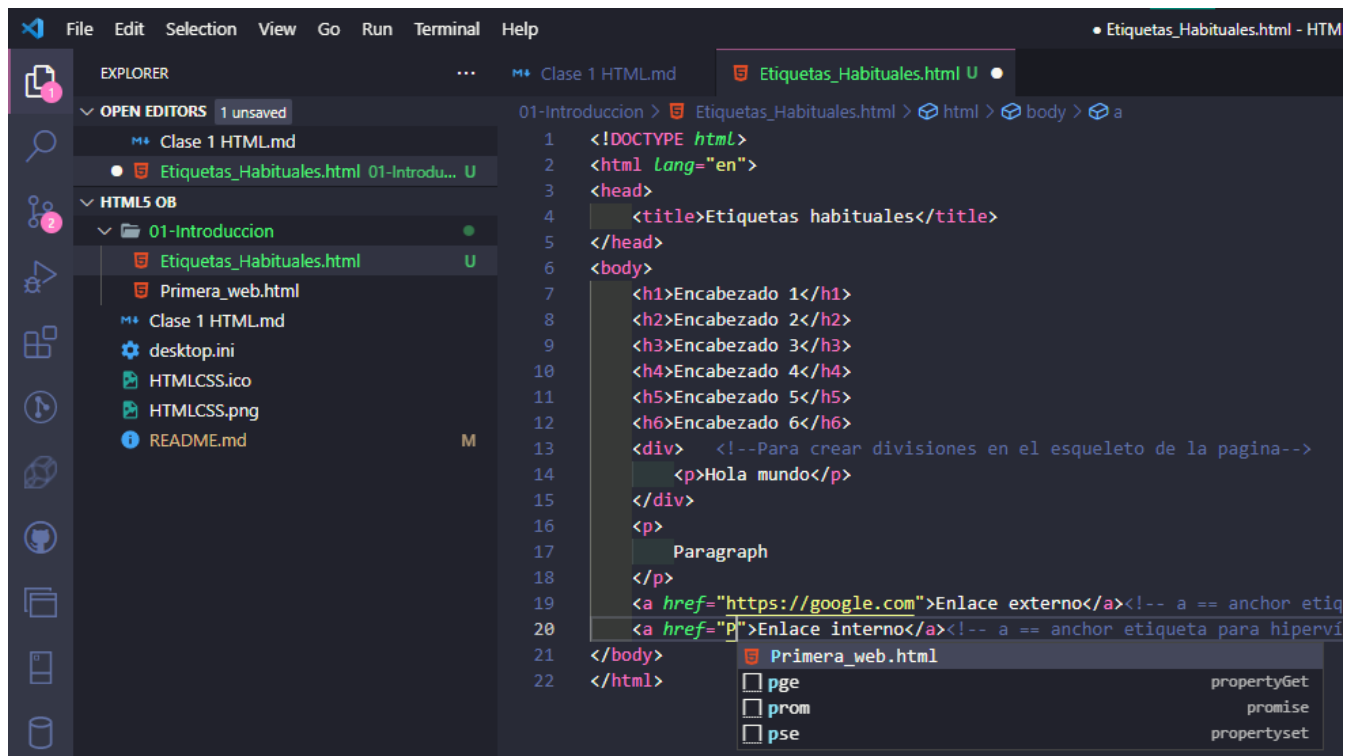 File Edit Selection View Go Run Terminal Help
● Etiquetas_Habituales.html - HTM
EXPLORER ...
1
OPEN EDITORS 1 unsaved
Clase 1 HTML.md
Etiquetas_Habituales.html 01-Introdu... U
2
HTML5 OB
01-Introduccion
Etiquetas_Habituales.html U
Primera_web.html
Clase 1 HTML.md
desktop.ini
HTMLCSS.ico
HTMLCSS.png
README.md M
Clase 1 HTML.md
Etiquetas_Habituales.html U ●
01-Introduccion > Etiquetas_Habituales.html > html > body > a
1 <!DOCTYPE html>
2 <html lang="en">
3 <head>
4 <title>Etiquetas habituales</title>
5 </head>
6 <body>
7 <h1>Encabezado 1</h1>
8 <h2>Encabezado 2</h2>
9 <h3>Encabezado 3</h3>
10 <h4>Encabezado 4</h4>
11 <h5>Encabezado 5</h5>
12 <h6>Encabezado 6</h6>
13 <div> <!--Para crear divisiones en el esqueleto de la pagina-->
14 <p>Hola mundo</p>
15 </div>
16 <p>
17 Paragraph
18 </p>
19 <a href="https://google.com">Enlace externo</a><!-- a == anchor etiq
20 <a href="P">Enlace interno</a><!-- a == anchor etiqueta para hiperví
21 </body>
22 </html>
Primera_web.html
pge propertyGet
prom promise
pse propertyset